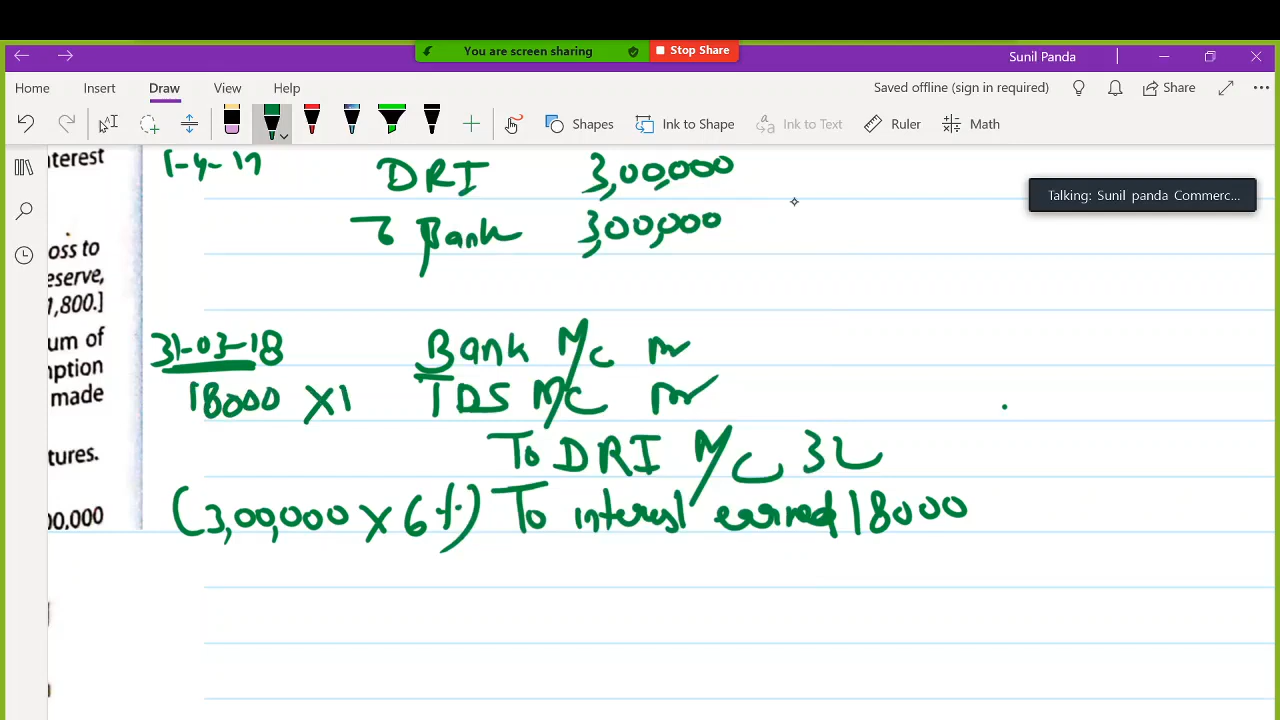 You are screen sharing Stop Share
Sunil Panda
Home Insert Draw View Help Saved offline (sign in required) Share
Shapes Ink to Shape Ink to Text Ruler Math
Talking: Sunil panda Commerc...
nterest
oss to
eserve,
1,800.]
um of
nption
made
tures.
00,000
1-4-17 DRI 3,00,000
To Bank 3,00,000
31-03-18 Bank A/C Dr
18000 X1 TDS A/C Dr
To DRI A/C 3L
(3,00,000 X 6%) To interest earned 18000